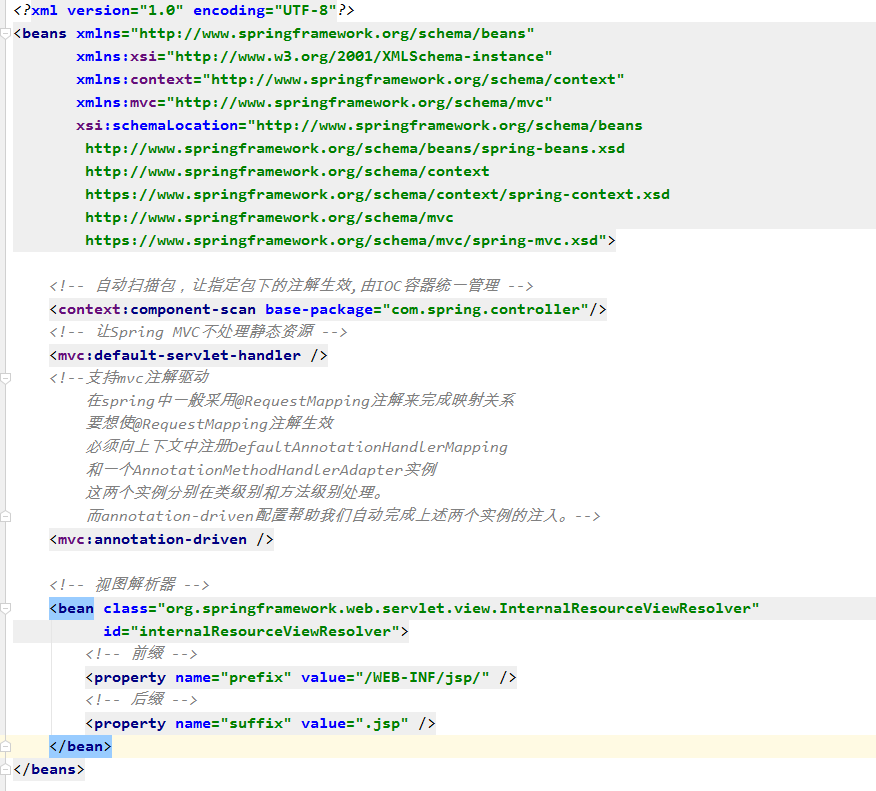 <?xml version="1.0" encoding="UTF-8"?>
<beans xmlns="http://www.springframework.org/schema/beans"
xmlns:xsi="http://www.w3.org/2001/XMLSchema-instance"
xmlns:context="http://www.springframework.org/schema/context"
xmlns:mvc="http://www.springframework.org/schema/mvc"
xsi:schemaLocation="http://www.springframework.org/schema/beans
http://www.springframework.org/schema/beans/spring-beans.xsd
http://www.springframework.org/schema/context
https://www.springframework.org/schema/context/spring-context.xsd
http://www.springframework.org/schema/mvc
https://www.springframework.org/schema/mvc/spring-mvc.xsd">
<!-- 自动扫描包，让指定包下的注解生效,由IOC容器统一管理 -->
<context:component-scan base-package="com.spring.controller"/>
<!-- 让Spring MVC不处理静态资源 -->
<mvc:default-servlet-handler />
<!--支持mvc注解驱动
在spring中一般采用@RequestMapping注解来完成映射关系
要想使@RequestMapping注解生效
必须向上下文中注册DefaultAnnotationHandlerMapping
和一个AnnotationMethodHandlerAdapter实例
这两个实例分别在类级别和方法级别处理。
而annotation-driven配置帮助我们自动完成上述两个实例的注入。-->
<mvc:annotation-driven />
<!-- 视图解析器 -->
<bean class="org.springframework.web.servlet.view.InternalResourceViewResolver"
id="internalResourceViewResolver">
<!-- 前缀 -->
<property name="prefix" value="/WEB-INF/jsp/" />
<!-- 后缀 -->
<property name="suffix" value=".jsp" />
</bean>
</beans>